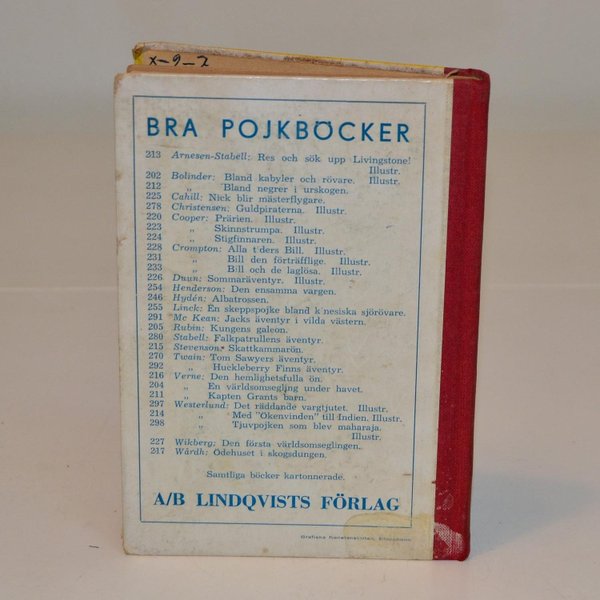 x-9-2
BRA POJKBÖCKER
213 Arnesen-Stabell: Res och sök upp Livingstone!
Illustr.
202 Bolinder: Bland kabyler och rövare. Illustr.
212 „ Bland negrer i urskogen.
225 Cahill: Nick blir mästerflygare.
278 Christensen: Guldpiraterna. Illustr.
220 Cooper: Prärien. Illustr.
223 „ Skinnstrumpa. Illustr.
224 „ Stigfinnaren. Illustr.
228 Crompton: Alla t ders Bill. Illustr.
231 „ Bill den förträfflige. Illustr.
233 „ Bill och de laglösa. Illustr.
226 Duun: Sommaräventyr. Illustr.
254 Henderson: Den ensamma vargen.
246 Hydén: Albatrossen.
255 Linck: En skeppspojke bland k nesiska sjörövare.
291 Mc Kean: Jacks äventyr i vilda västern.
205 Rubin: Kungens galeon.
280 Stabell: Falkpatrullens äventyr.
215 Stevenson: Skattkammarön.
270 Twain: Tom Sawyers äventyr.
292 „ Huckleberry Finns äventyr.
216 Verne: Den hemlighetsfulla ön.
204 „ En världsomsegling under havet.
211 „ Kapten Grants barn.
297 Westerlund: Det räddande vargtjutet. Illustr.
214 „ Med "Ökenvinden" till Indien. Illustr.
298 „ Tjuvpojken som blev maharaja.
Illustr.
227 Wikberg: Den första världsomseglingen.
217 Wårdh: Ödehuset i skogsdungen.
Samtliga böcker kartonnerade.
A/B LINDQVISTS FÖRLAG
Grafiska